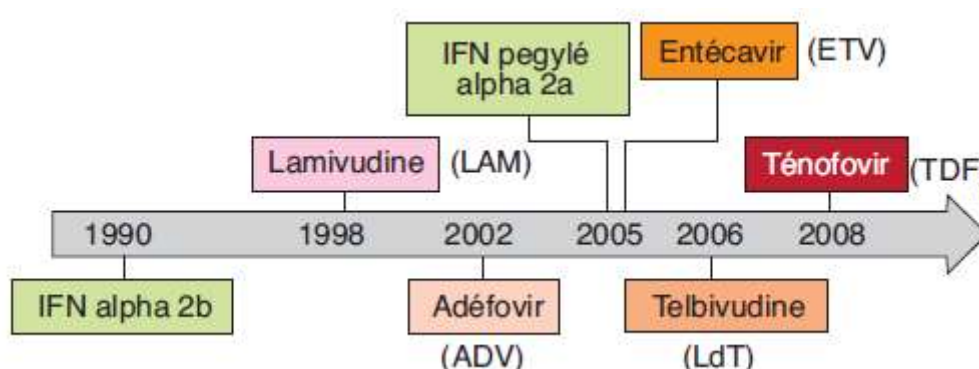 IFN pegylé
alpha 2a
Entécavir (ETV)
Lamivudine (LAM)
Ténofovir (TDF
1990 1998 2002 2005 2006 2008
IFN alpha 2b
Adéfovir
(ADV)
Telbivudine
(LdT)